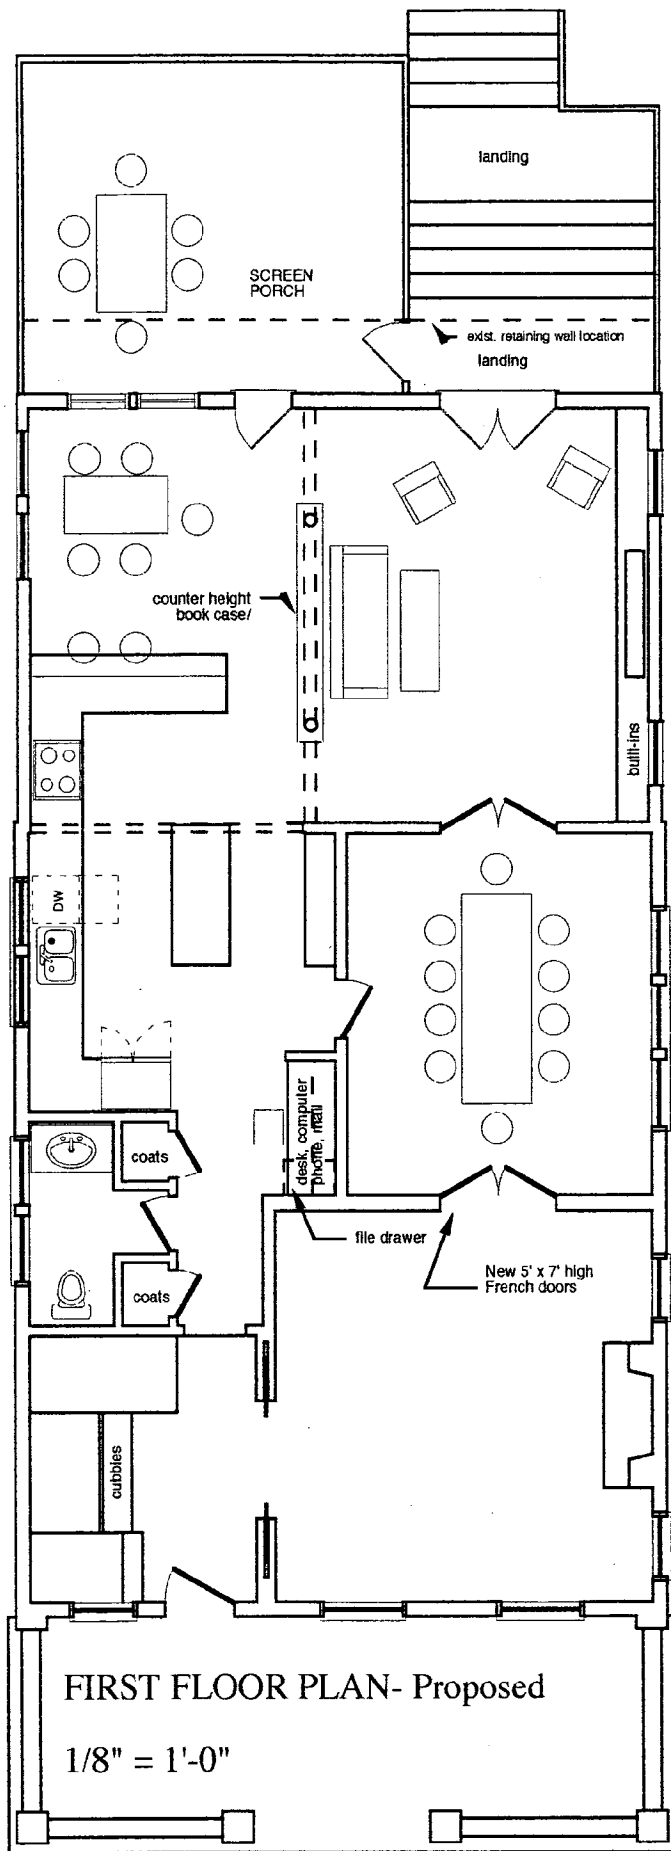 landing
SCREEN
PORCH
exist. retaining wall location
landing
counter height
book case/
built-ins
DW
desk, computer
phone, mail
coats
file drawer
New 5' x 7' high
French doors
coats
cubbies
FIRST FLOOR PLAN- Proposed
1/8" = 1'-0"